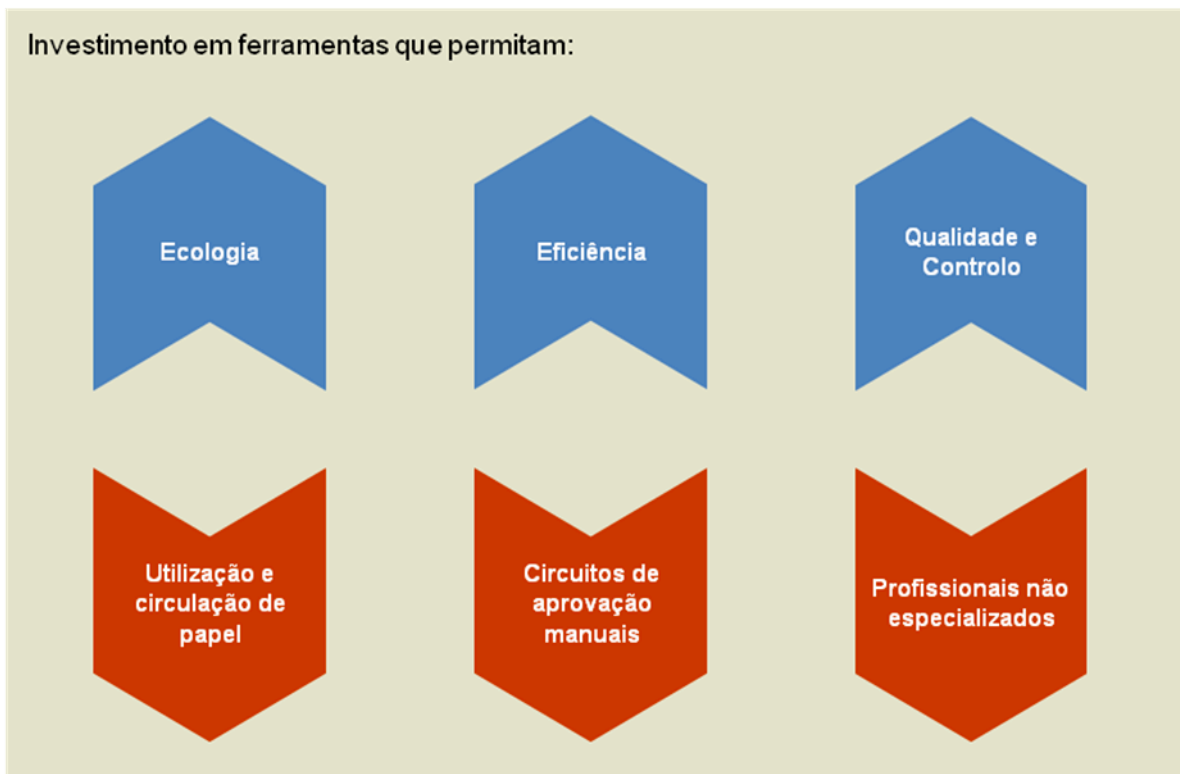 Investimento em ferramentas que permitam:
Ecologia
Eficiência
Qualidade e
Controlo
Utilização e
circulação de
papel
Circuitos de
aprovação
manuais
Profissionais não
especializados